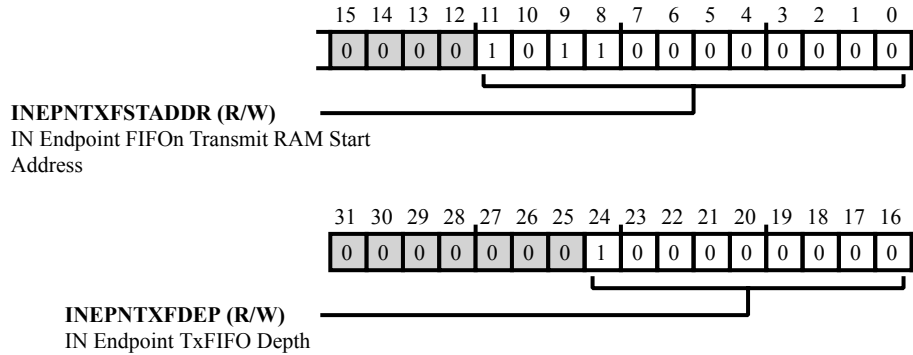 15 14 13 12 11 10 9 8 7 6 5 4 3 2 1 0
0 0 0 0 1 0 1 1 0 0 0 0 0 0 0 0
INEPNTXFSTADDR (R/W)
IN Endpoint FIFOn Transmit RAM Start
Address
31 30 29 28 27 26 25 24 23 22 21 20 19 18 17 16
0 0 0 0 0 0 0 1 0 0 0 0 0 0 0 0
INEPNTXFDEP (R/W)
IN Endpoint TxFIFO Depth